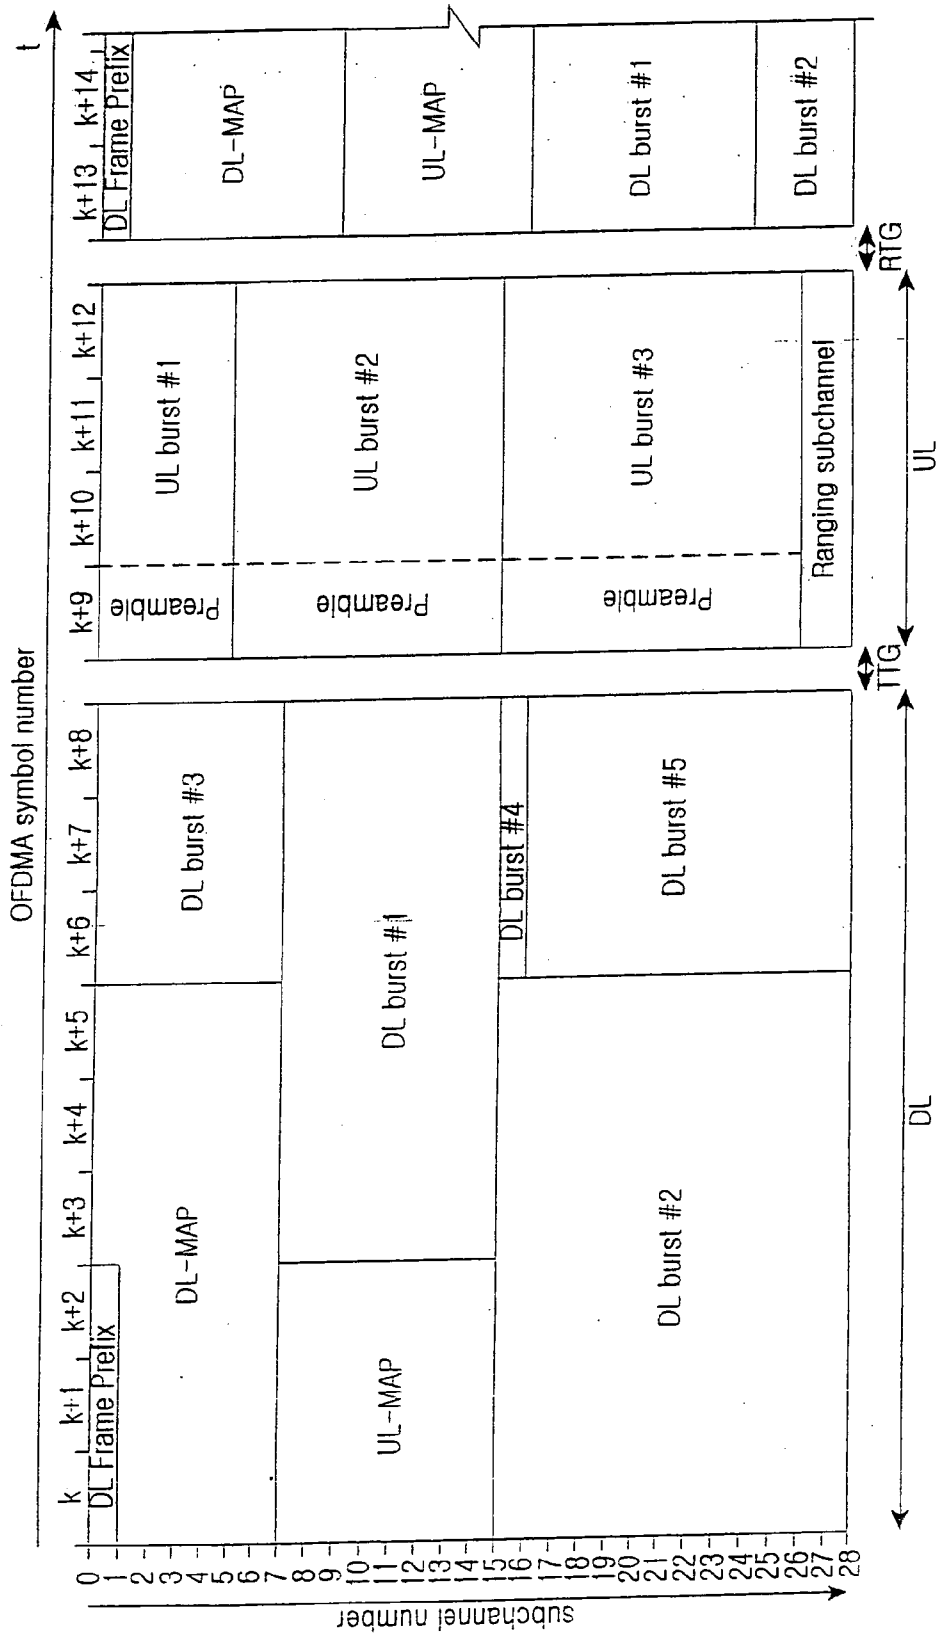 OFDMA symbol number
t
k k+1 k+2 k+3 k+4 k+5 k+6 k+7 k+8 k+9 k+10 k+11 k+12 k+13 k+14
subchannel number
0
1
2
3
4
5
6
7
8
9
10
11
12
13
14
15
16
17
18
19
20
21
22
23
24
25
26
27
28
DL Frame Prefix
DL-MAP
UL-MAP
DL burst #3
DL burst #1
DL burst #2
DL burst #4
DL burst #5
Preamble
UL burst #1
Preamble
UL burst #2
Preamble
UL burst #3
Ranging subchannel
DL Frame Prefix
DL-MAP
UL-MAP
DL burst #1
DL burst #2
TTG
RTG
DL
UL